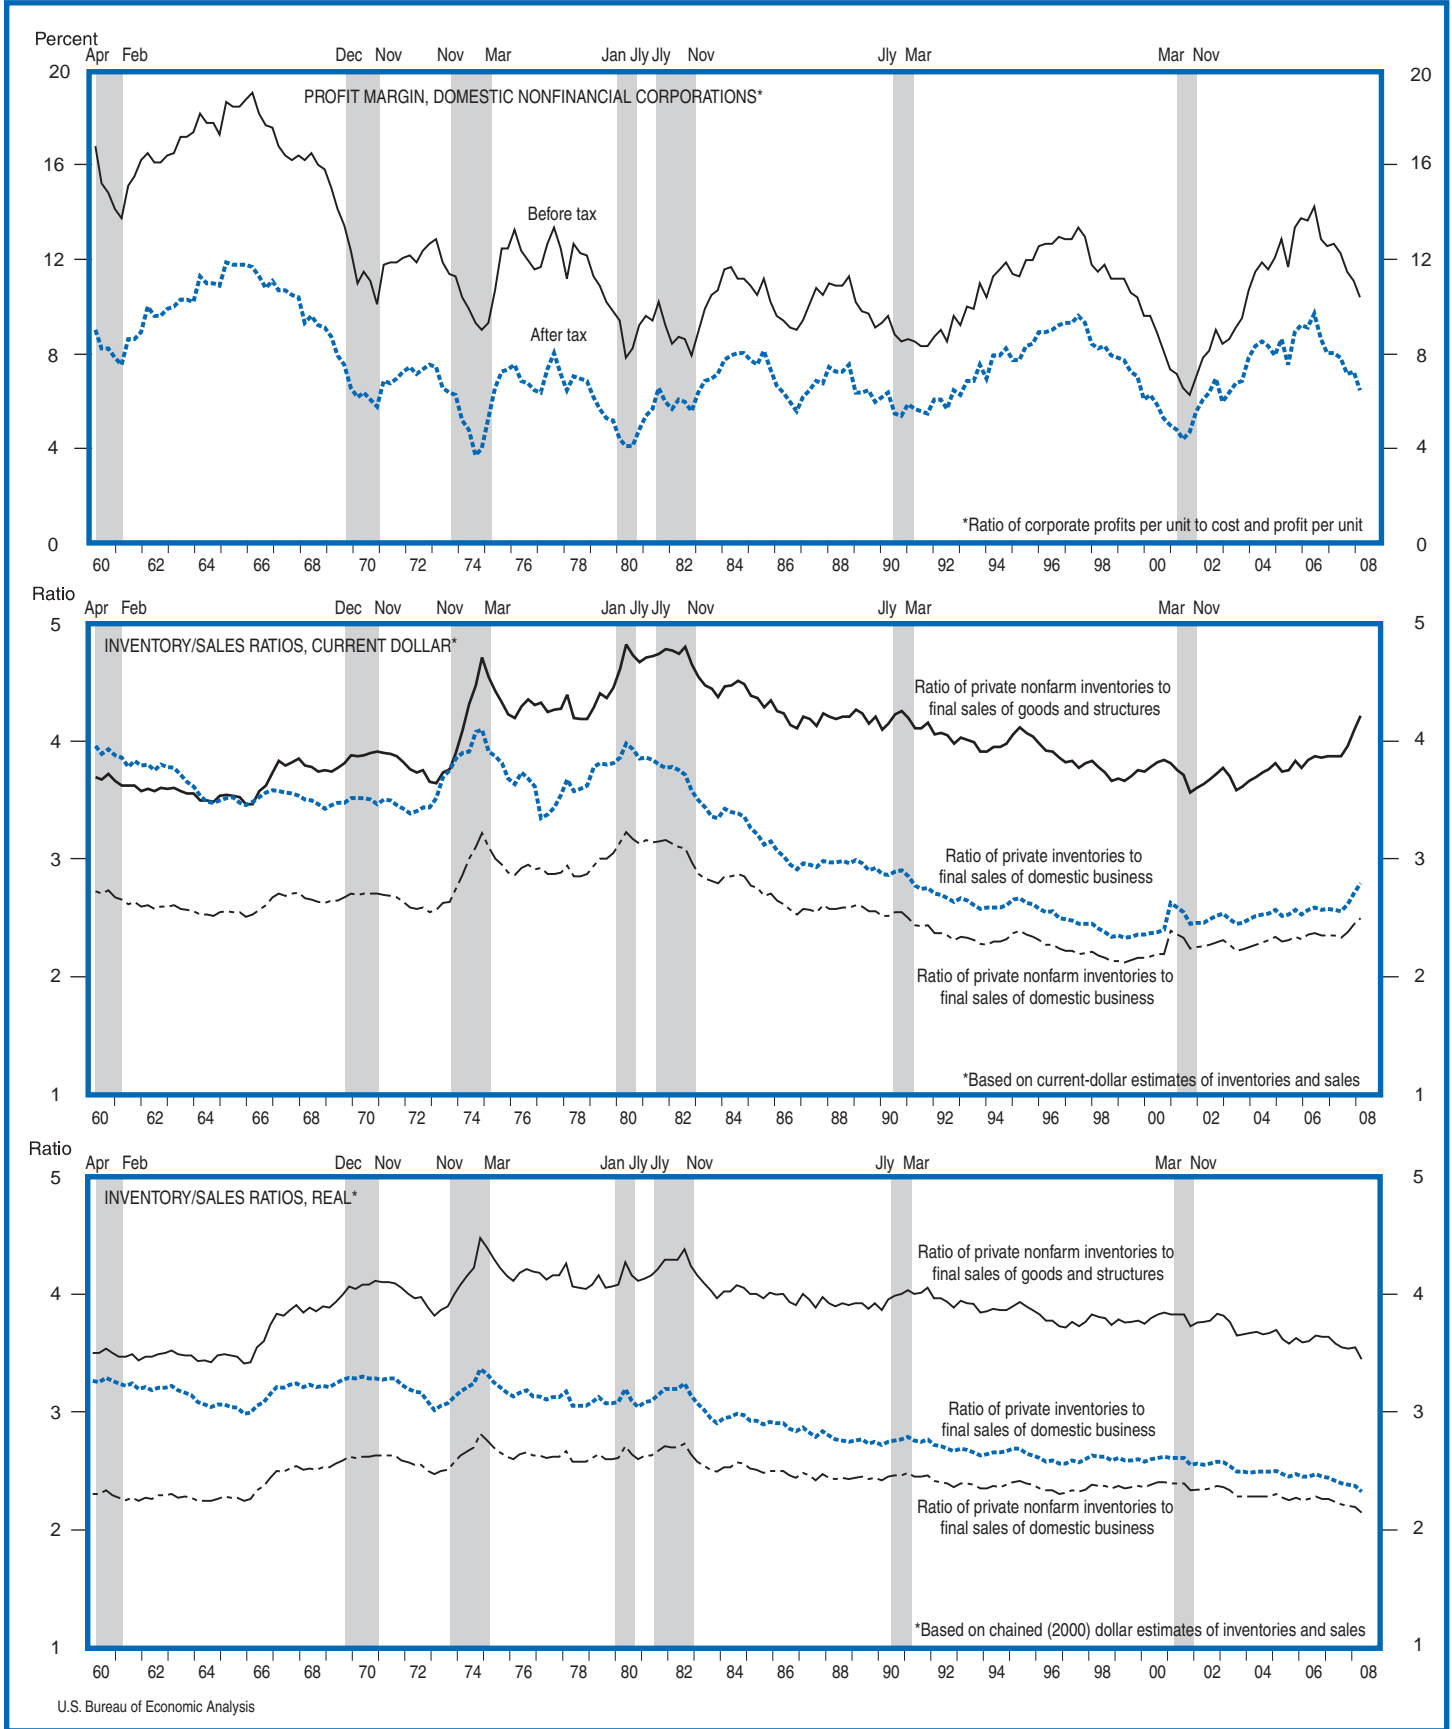 Percent
Apr Feb Dec Nov Nov Mar Jan Jly Jly Nov Jly Mar Mar Nov
20 20
PROFIT MARGIN, DOMESTIC NONFINANCIAL CORPORATIONS*
16 16
Before tax
12 12
After tax
8 8
4 4
*Ratio of corporate profits per unit to cost and profit per unit
0 0
60 62 64 66 68 70 72 74 76 78 80 82 84 86 88 90 92 94 96 98 00 02 04 06 08
Ratio
Apr Feb Dec Nov Nov Mar Jan Jly Jly Nov Jly Mar Mar Nov
5 5
INVENTORY/SALES RATIOS, CURRENT DOLLAR*
Ratio of private nonfarm inventories to
final sales of goods and structures
4 4
3 3
Ratio of private inventories to
final sales of domestic business
2 2
Ratio of private nonfarm inventories to
final sales of domestic business
*Based on current-dollar estimates of inventories and sales
1 1
60 62 64 66 68 70 72 74 76 78 80 82 84 86 88 90 92 94 96 98 00 02 04 06 08
Ratio
Apr Feb Dec Nov Nov Mar Jan Jly Jly Nov Jly Mar Mar Nov
5 5
INVENTORY/SALES RATIOS, REAL*
Ratio of private nonfarm inventories to
final sales of goods and structures
4 4
3 3
Ratio of private inventories to
final sales of domestic business
Ratio of private nonfarm inventories to
final sales of domestic business
2 2
*Based on chained (2000) dollar estimates of inventories and sales
1 1
60 62 64 66 68 70 72 74 76 78 80 82 84 86 88 90 92 94 96 98 00 02 04 06 08
U.S. Bureau of Economic Analysis